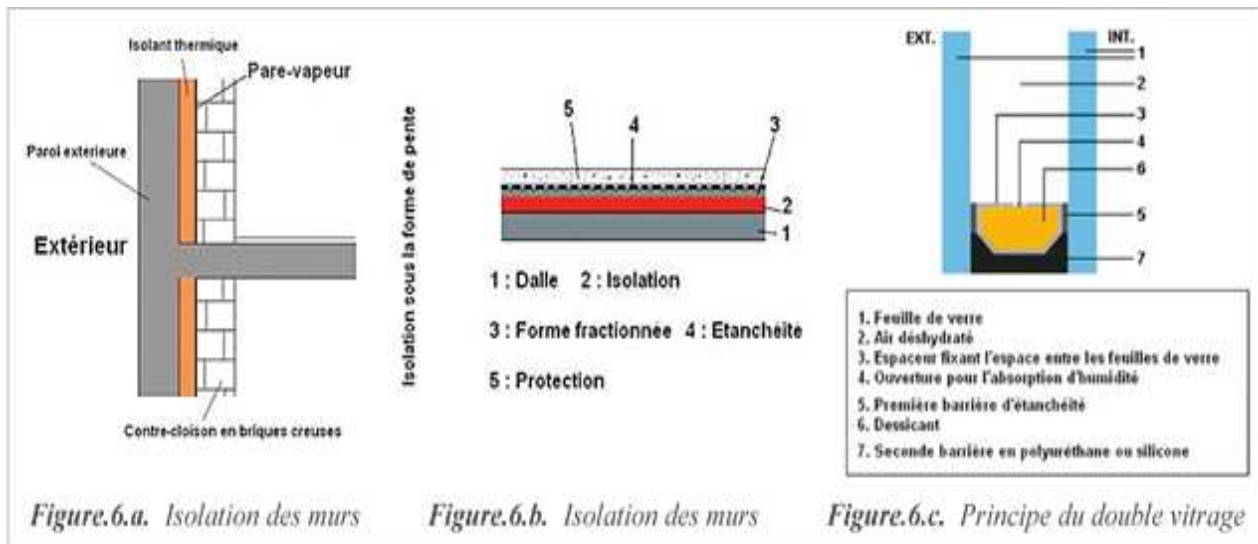 Isolant thermique
Pare-vapeur
Parol extérieure
Extérieur
Contre-cloison en briques creuses
Figure.6.a. Isolation des murs
Isolation sous la forme de pente
5
4
3
2
1
1 : Dalle 2 : Isolation
3 : Forme fractionnée 4 : Etanchéité
5 : Protection
Figure.6.b. Isolation des murs
EXT.
INT.
1
2
3
4
6
5
7
1. Feuille de verre
2. Air déshydraté
3. Espaceur fixant l'espace entre les feuilles de verre
4. Ouverture pour l'absorption d'humidité
5. Première barrière d'étanchéité
6. Dessicant
7. Seconde barrière en polyuréthane ou silicone
Figure.6.c. Principe du double vitrage